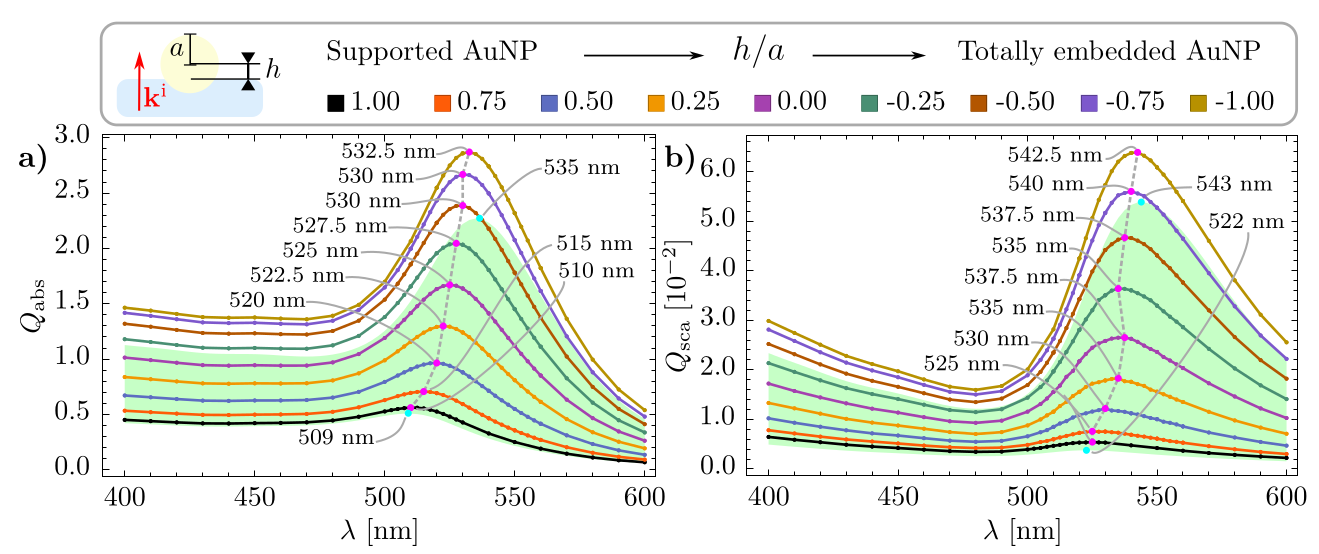 a h k^i
Supported AuNP h/a Totally embedded AuNP
1.00 0.75 0.50 0.25 0.00 -0.25 -0.50 -0.75 -1.00
a)
3.0
2.5
2.0
1.5
1.0
0.5
0.0
Q_abs
532.5 nm
530 nm
530 nm
527.5 nm
525 nm
522.5 nm
520 nm
509 nm
535 nm
515 nm
510 nm
400 450 500 550 600
λ [nm]
b)
6.0
5.0
4.0
3.0
2.0
1.0
0.0
Q_sca [10^-2]
542.5 nm
540 nm
537.5 nm
535 nm
537.5 nm
535 nm
530 nm
525 nm
543 nm
522 nm
400 450 500 550 600
λ [nm]